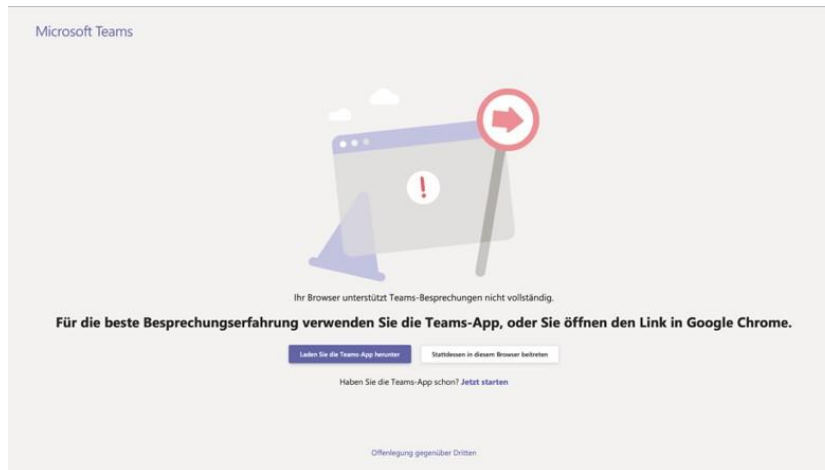 Microsoft Teams
!
Ihr Browser unterstützt Teams-Besprechungen nicht vollständig.
Für die beste Besprechungserfahrung verwenden Sie die Teams-App, oder Sie öffnen den Link in Google Chrome.
Laden Sie die Teams-App herunter
Stattdessen in diesem Browser beitreten
Haben Sie die Teams-App schon? Jetzt starten
Offenlegung gegenüber Dritten